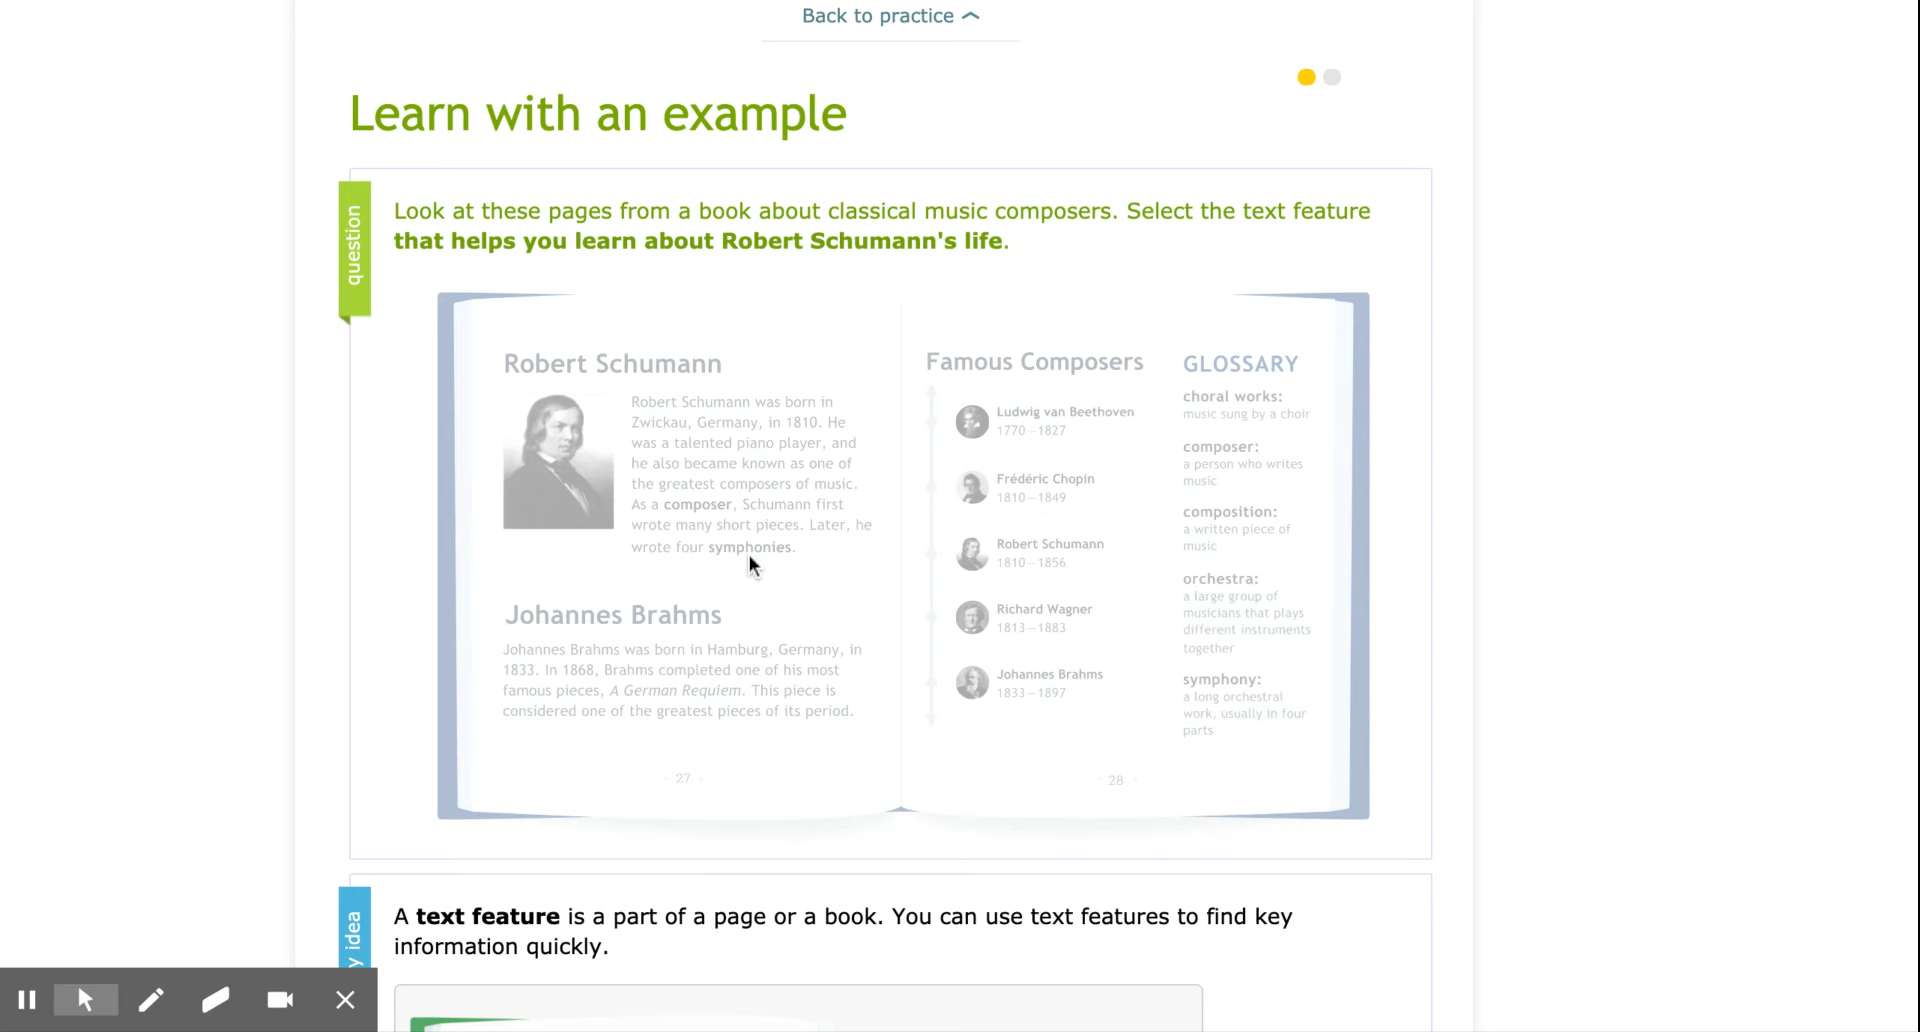 Back to practice
Learn with an example
question
Look at these pages from a book about classical music composers. Select the text feature
that helps you learn about Robert Schumann's life.
Robert Schumann
Robert Schumann was born in
Zwickau, Germany, in 1810. He
was a talented piano player, and
he also became known as one of
the greatest composers of music.
As a composer, Schumann first
wrote many short pieces. Later, he
wrote four symphonies.
Johannes Brahms
Johannes Brahms was born in Hamburg, Germany, in
1833. In 1868, Brahms completed one of his most
famous pieces, A German Requiem. This piece is
considered one of the greatest pieces of its period.
- 27 -
Famous Composers
Ludwig van Beethoven
1770—1827
Frédéric Chopin
1810—1849
Robert Schumann
1810—1856
Richard Wagner
1813—1883
Johannes Brahms
1833—1897
GLOSSARY
choral works:
music sung by a choir
composer:
a person who writes
music
composition:
a written piece of
music
orchestra:
a large group of
musicians that plays
different instruments
together
symphony:
a long orchestral
work, usually in four
parts
- 28 -
y idea
A text feature is a part of a page or a book. You can use text features to find key
information quickly.